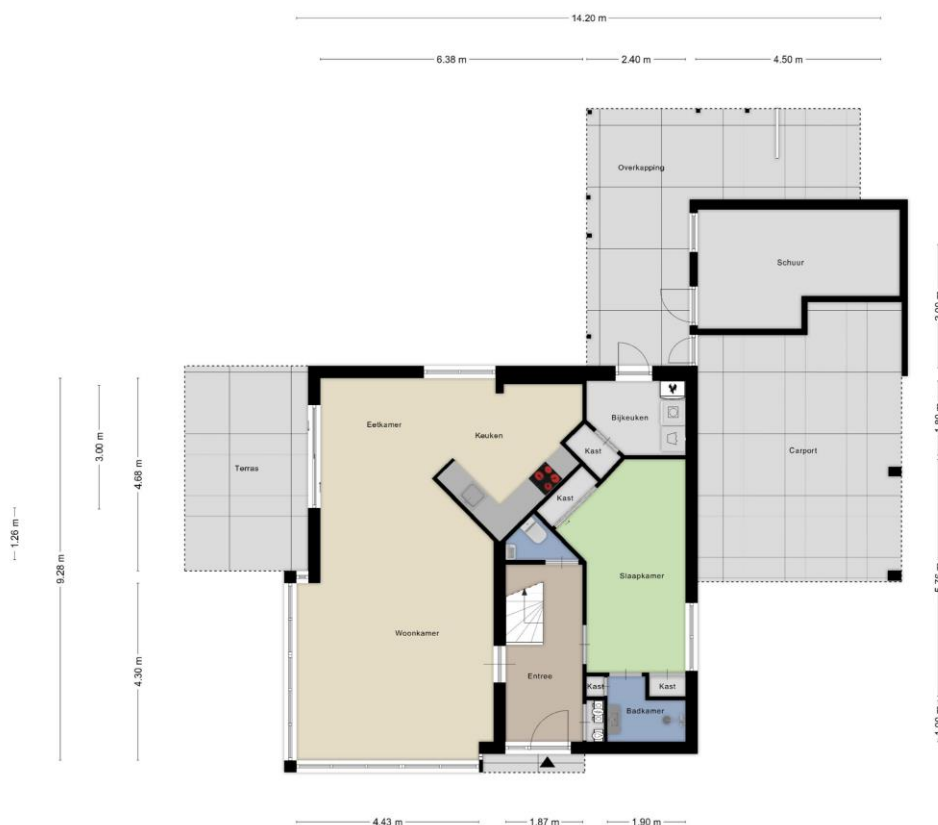 14.20 m
6.38 m
2.40 m
4.50 m
Overkapping
Schuur
Eetkamer
Keuken
Bijkeuken
Kast
Carport
Terras
Kast
3.00 m
4.68 m
1.26 m
9.28 m
Slaapkamer
Woonkamer
4.30 m
Entree
Kast
Kast
Badkamer
4.43 m
1.87 m
1.90 m